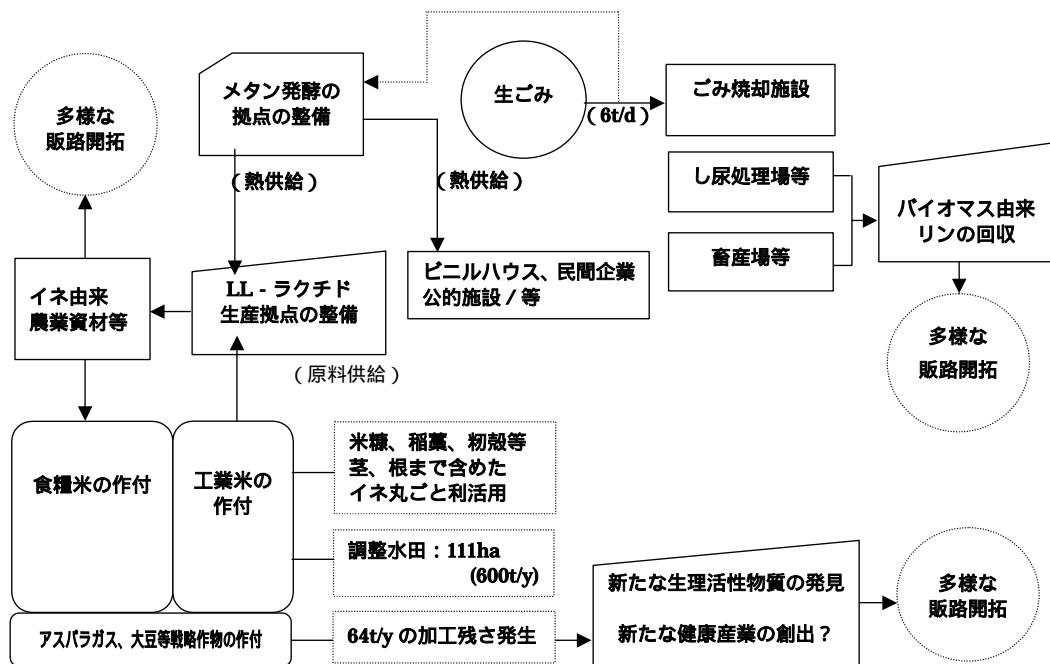 多様な
販路開拓
メタン発酵の
拠点の整備
生ごみ
（6t/d）
ごみ焼却施設
（熱供給）
（熱供給）
し尿処理場等
畜産場等
バイオマス由来
リンの回収
イネ由来
農業資材等
LL - ラクチド
生産拠点の整備
ビニルハウス、民間企業
公的施設 / 等
（原料供給）
多様な
販路開拓
食糧米の作付
工業米の
作付
米糠、稲藁、籾殻等
茎、根まで含めた
イネ丸ごと利活用
調整水田：111ha
(600t/y)
アスパラガス、大豆等戦略作物の作付
64t/y の加工残さ発生
新たな生理活性物質の発見
新たな健康産業の創出？
多様な
販路開拓